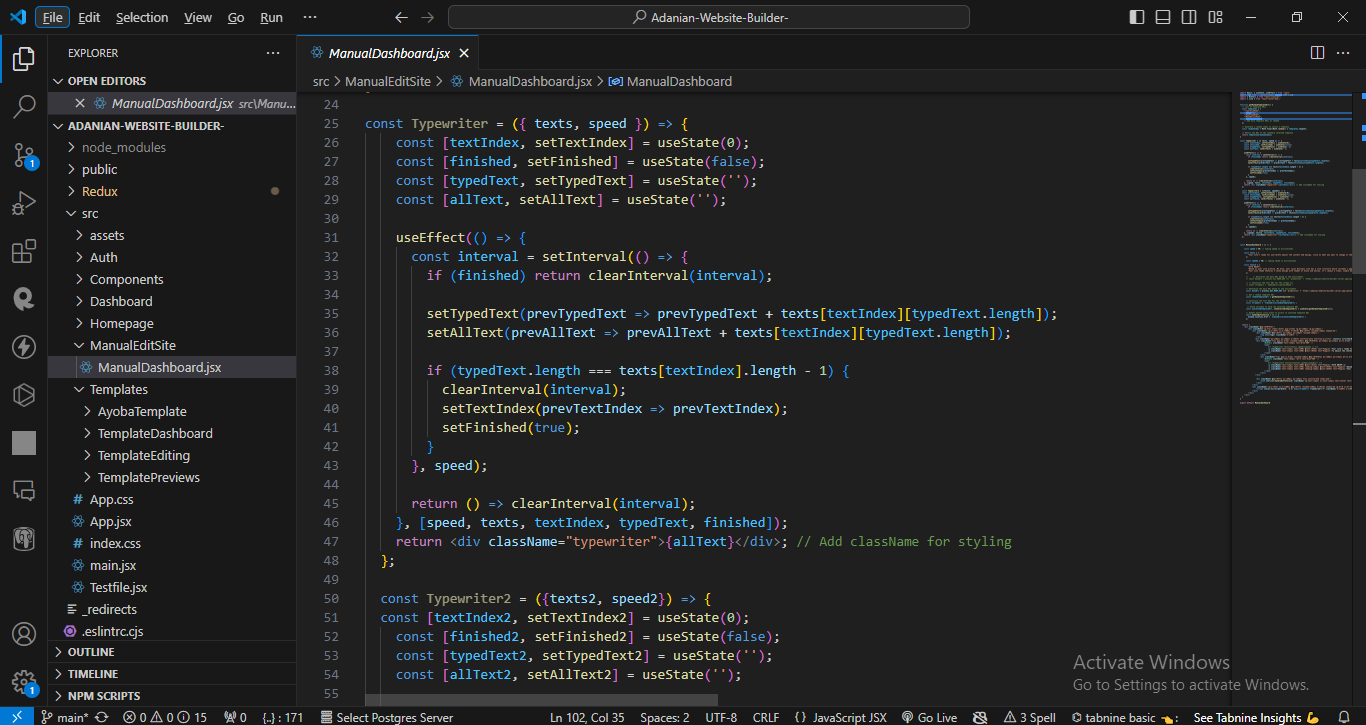 File Edit Selection View Go Run ···
Adanian-Website-Builder-
EXPLORER ···
OPEN EDITORS
ManualDashboard.jsx src\Manu...
ADANIAN-WEBSITE-BUILDER-
node_modules
public
Redux
src
assets
Auth
Components
Dashboard
Homepage
ManualEditSite
ManualDashboard.jsx
Templates
AyobaTemplate
TemplateDashboard
TemplateEditing
TemplatePreviews
# App.css
App.jsx
# index.css
main.jsx
Testfile.jsx
_redirects
.eslintrc.cjs
OUTLINE
TIMELINE
NPM SCRIPTS
1
1
ManualDashboard.jsx
src > ManualEditSite > ManualDashboard.jsx > ManualDashboard
24
25 const Typewriter = ({ texts, speed }) => {
26 const [textIndex, setTextIndex] = useState(0);
27 const [finished, setFinished] = useState(false);
28 const [typedText, setTypedText] = useState('');
29 const [allText, setAllText] = useState('');
30
31 useEffect(() => {
32 const interval = setInterval(() => {
33 if (finished) return clearInterval(interval);
34
35 setTypedText(prevTypedText => prevTypedText + texts[textIndex][typedText.length]);
36 setAllText(prevAllText => prevAllText + texts[textIndex][typedText.length]);
37
38 if (typedText.length === texts[textIndex].length - 1) {
39 clearInterval(interval);
40 setTextIndex(prevTextIndex => prevTextIndex);
41 setFinished(true);
42 }
43 }, speed);
44
45 return () => clearInterval(interval);
46 }, [speed, texts, textIndex, typedText, finished]);
47 return <div className="typewriter">{allText}</div>; // Add className for styling
48 };
49
50 const Typewriter2 = ({texts2, speed2}) => {
51 const [textIndex2, setTextIndex2] = useState(0);
52 const [finished2, setFinished2] = useState(false);
53 const [typedText2, setTypedText2] = useState('');
54 const [allText2, setAllText2] = useState('');
55
Activate Windows
Go to Settings to activate Windows.
main* 0 0 15 0 {..} : 171 Select Postgres Server Ln 102, Col 35 Spaces: 2 UTF-8 CRLF {} JavaScript JSX Go Live 3 Spell tabnine basic 👈: See Tabnine Insights 💪